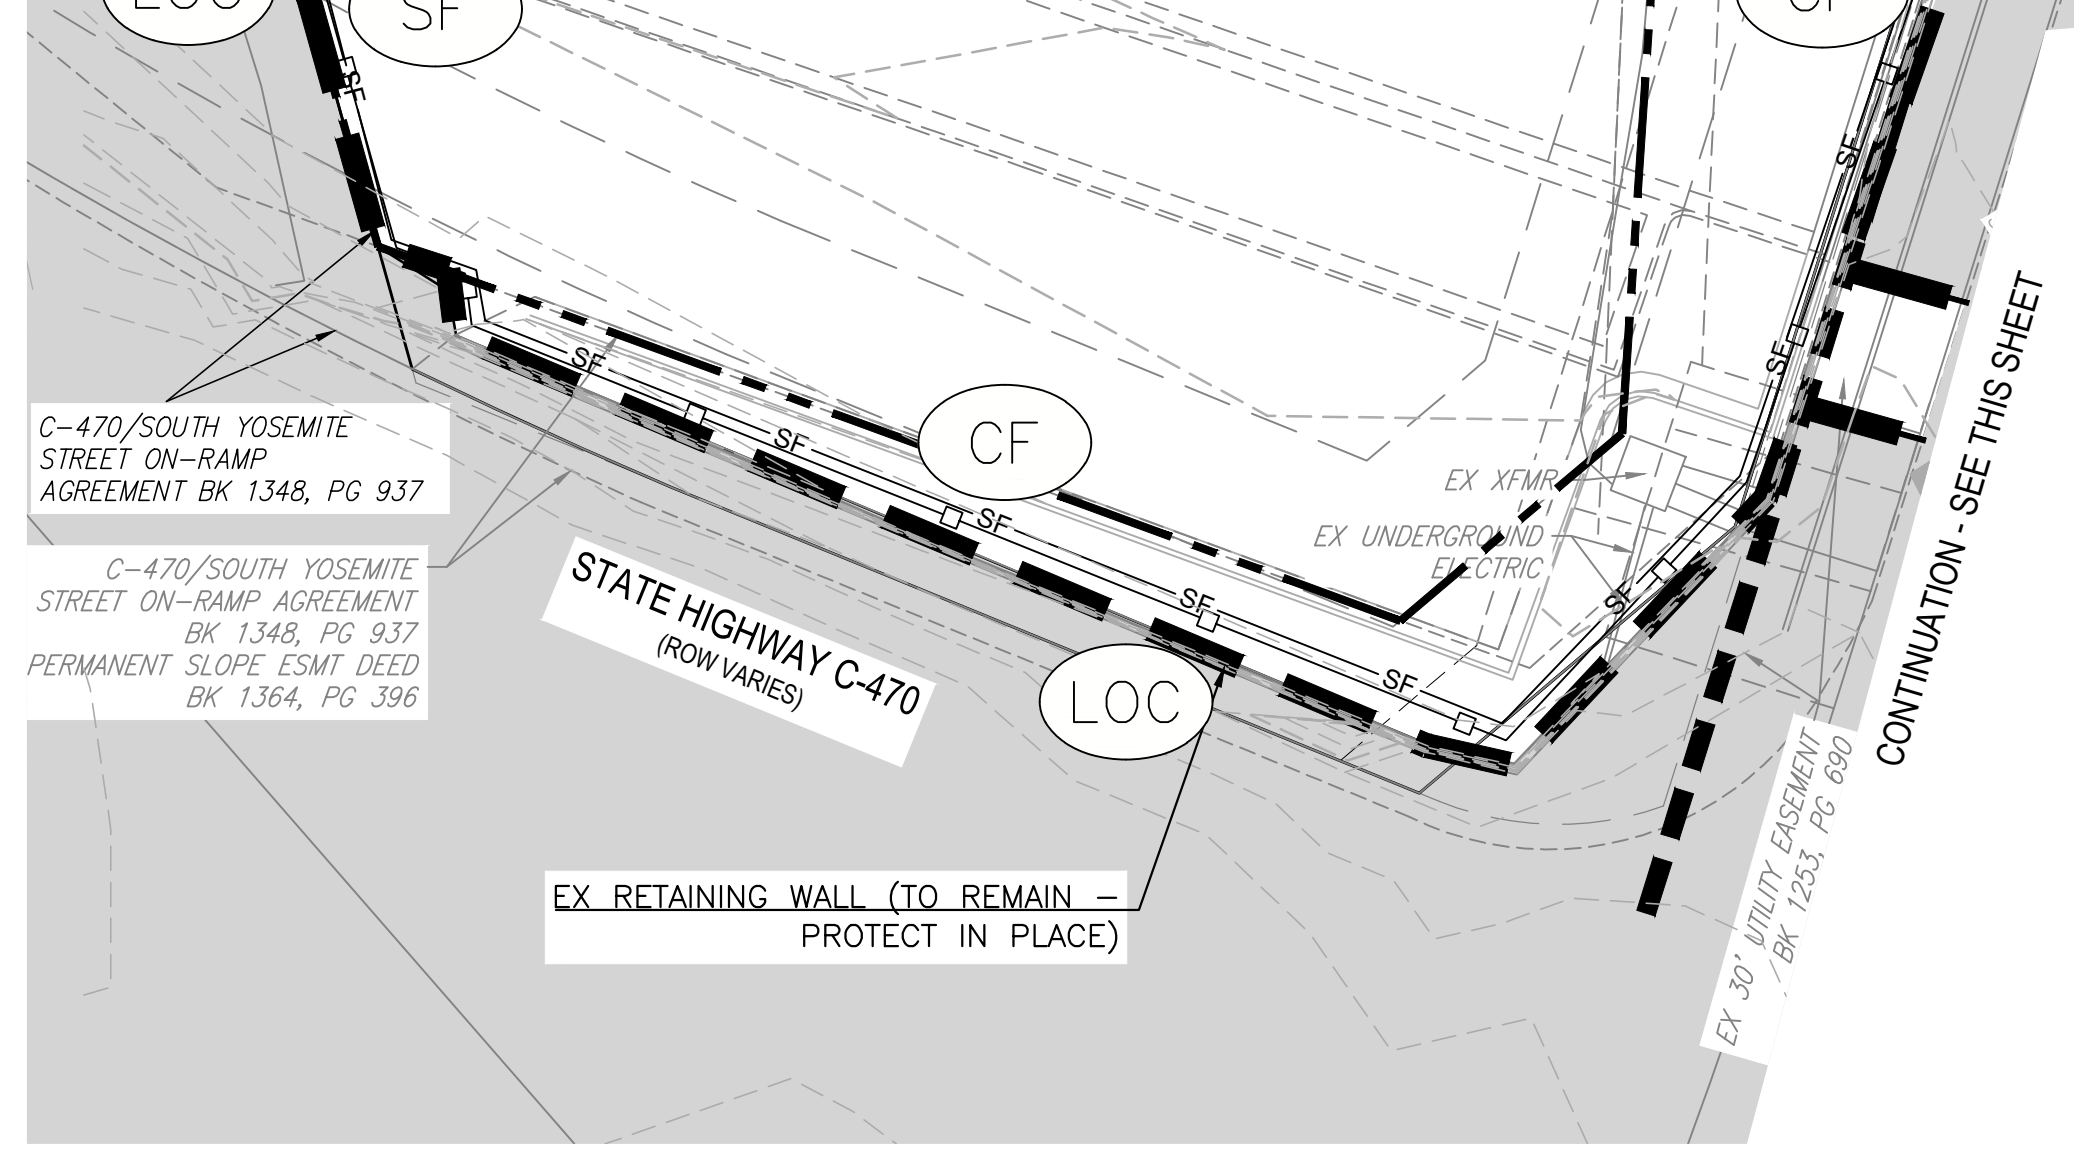 LOC
SF
CF
SF
SF
SF
C-470/SOUTH YOSEMITE
STREET ON-RAMP
AGREEMENT BK 1348, PG 937
SF
SF
CF
SF
SF
SF
SF
SF
EX XFMR
EX UNDERGROUND
ELECTRIC
C-470/SOUTH YOSEMITE
STREET ON-RAMP AGREEMENT
BK 1348, PG 937
PERMANENT SLOPE ESMT DEED
BK 1364, PG 396
STATE HIGHWAY C-470
(ROW VARIES)
LOC
CONTINUATION - SEE THIS SHEET
EX RETAINING WALL (TO REMAIN -
PROTECT IN PLACE)
EX 30' UTILITY EASEMENT
BK 1253, PG 690